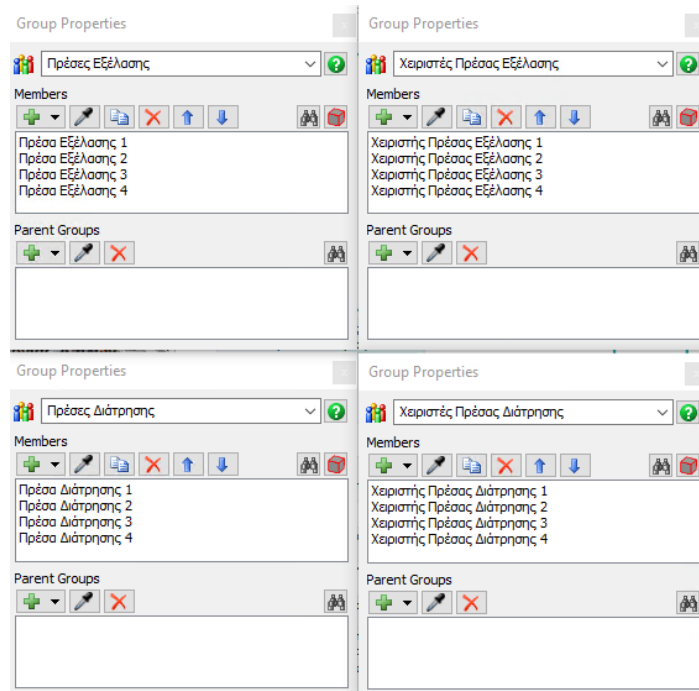 Group Properties
Πρέσες Εξέλασης
Members
Πρέσα Εξέλασης 1
Πρέσα Εξέλασης 2
Πρέσα Εξέλασης 3
Πρέσα Εξέλασης 4
Parent Groups
Group Properties
Χειριστές Πρέσας Εξέλασης
Members
Χειριστής Πρέσας Εξέλασης 1
Χειριστής Πρέσας Εξέλασης 2
Χειριστής Πρέσας Εξέλασης 3
Χειριστής Πρέσας Εξέλασης 4
Parent Groups
Group Properties
Πρέσες Διάτρησης
Members
Πρέσα Διάτρησης 1
Πρέσα Διάτρησης 2
Πρέσα Διάτρησης 3
Πρέσα Διάτρησης 4
Parent Groups
Group Properties
Χειριστές Πρέσας Διάτρησης
Members
Χειριστής Πρέσας Διάτρησης 1
Χειριστής Πρέσας Διάτρησης 2
Χειριστής Πρέσας Διάτρησης 3
Χειριστής Πρέσας Διάτρησης 4
Parent Groups